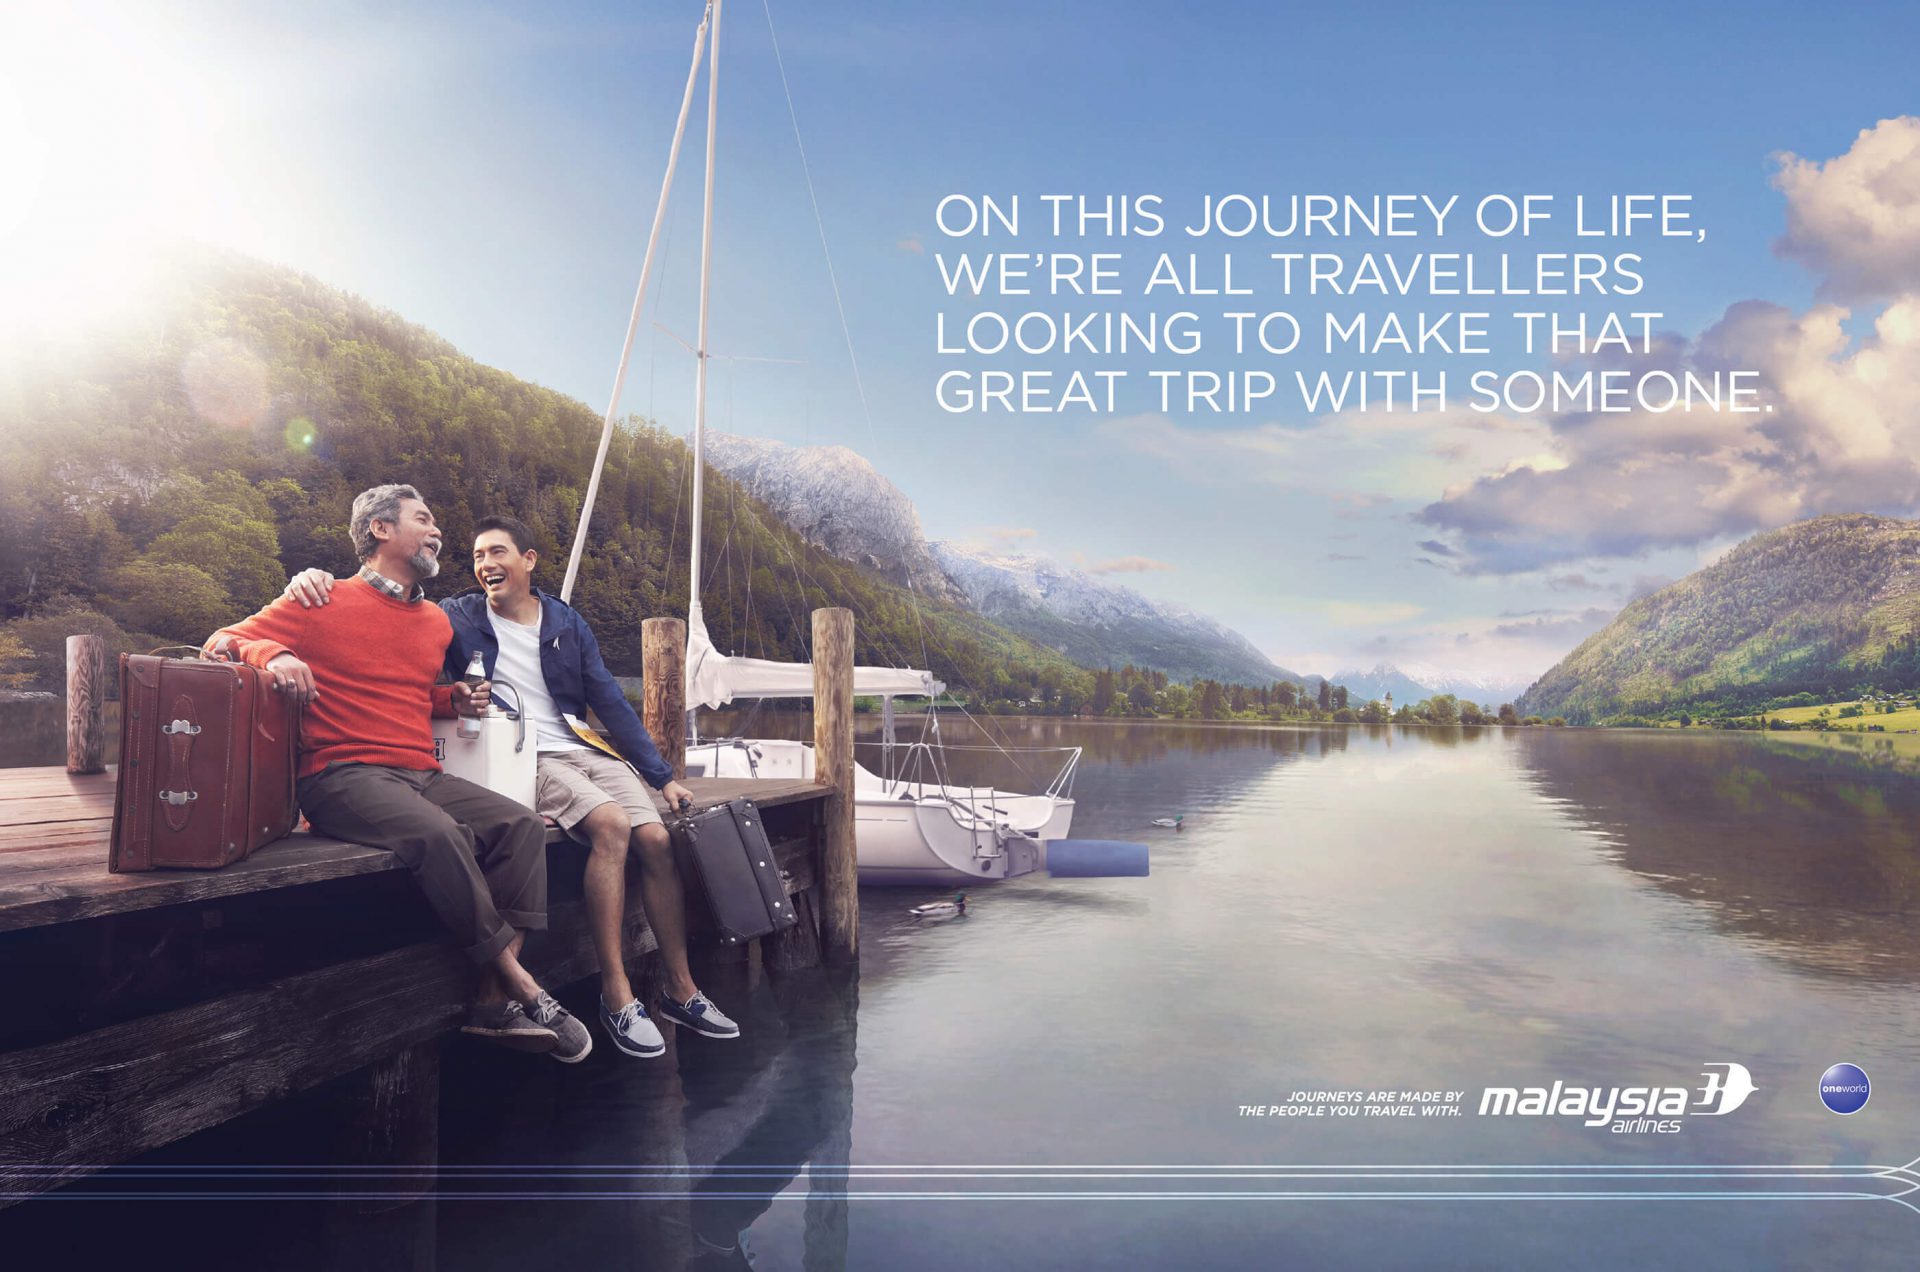 ON THIS JOURNEY OF LIFE,
WE'RE ALL TRAVELLERS
LOOKING TO MAKE THAT
GREAT TRIP WITH SOMEONE.
JOURNEYS ARE MADE BY
THE PEOPLE YOU TRAVEL WITH.
malaysia
airlines
oneworld